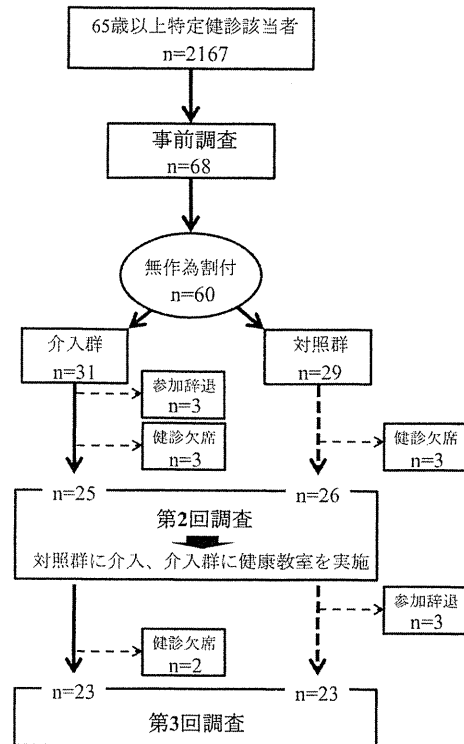 65歳以上特定健診該当者
n=2167
事前調査
n=68
無作為割付
n=60
介入群
n=31
対照群
n=29
参加辞退
n=3
健診欠席
n=3
健診欠席
n=3
n=25
n=26
第2回調査
対照群に介入、介入群に健康教室を実施
参加辞退
n=3
健診欠席
n=2
n=23
n=23
第3回調査